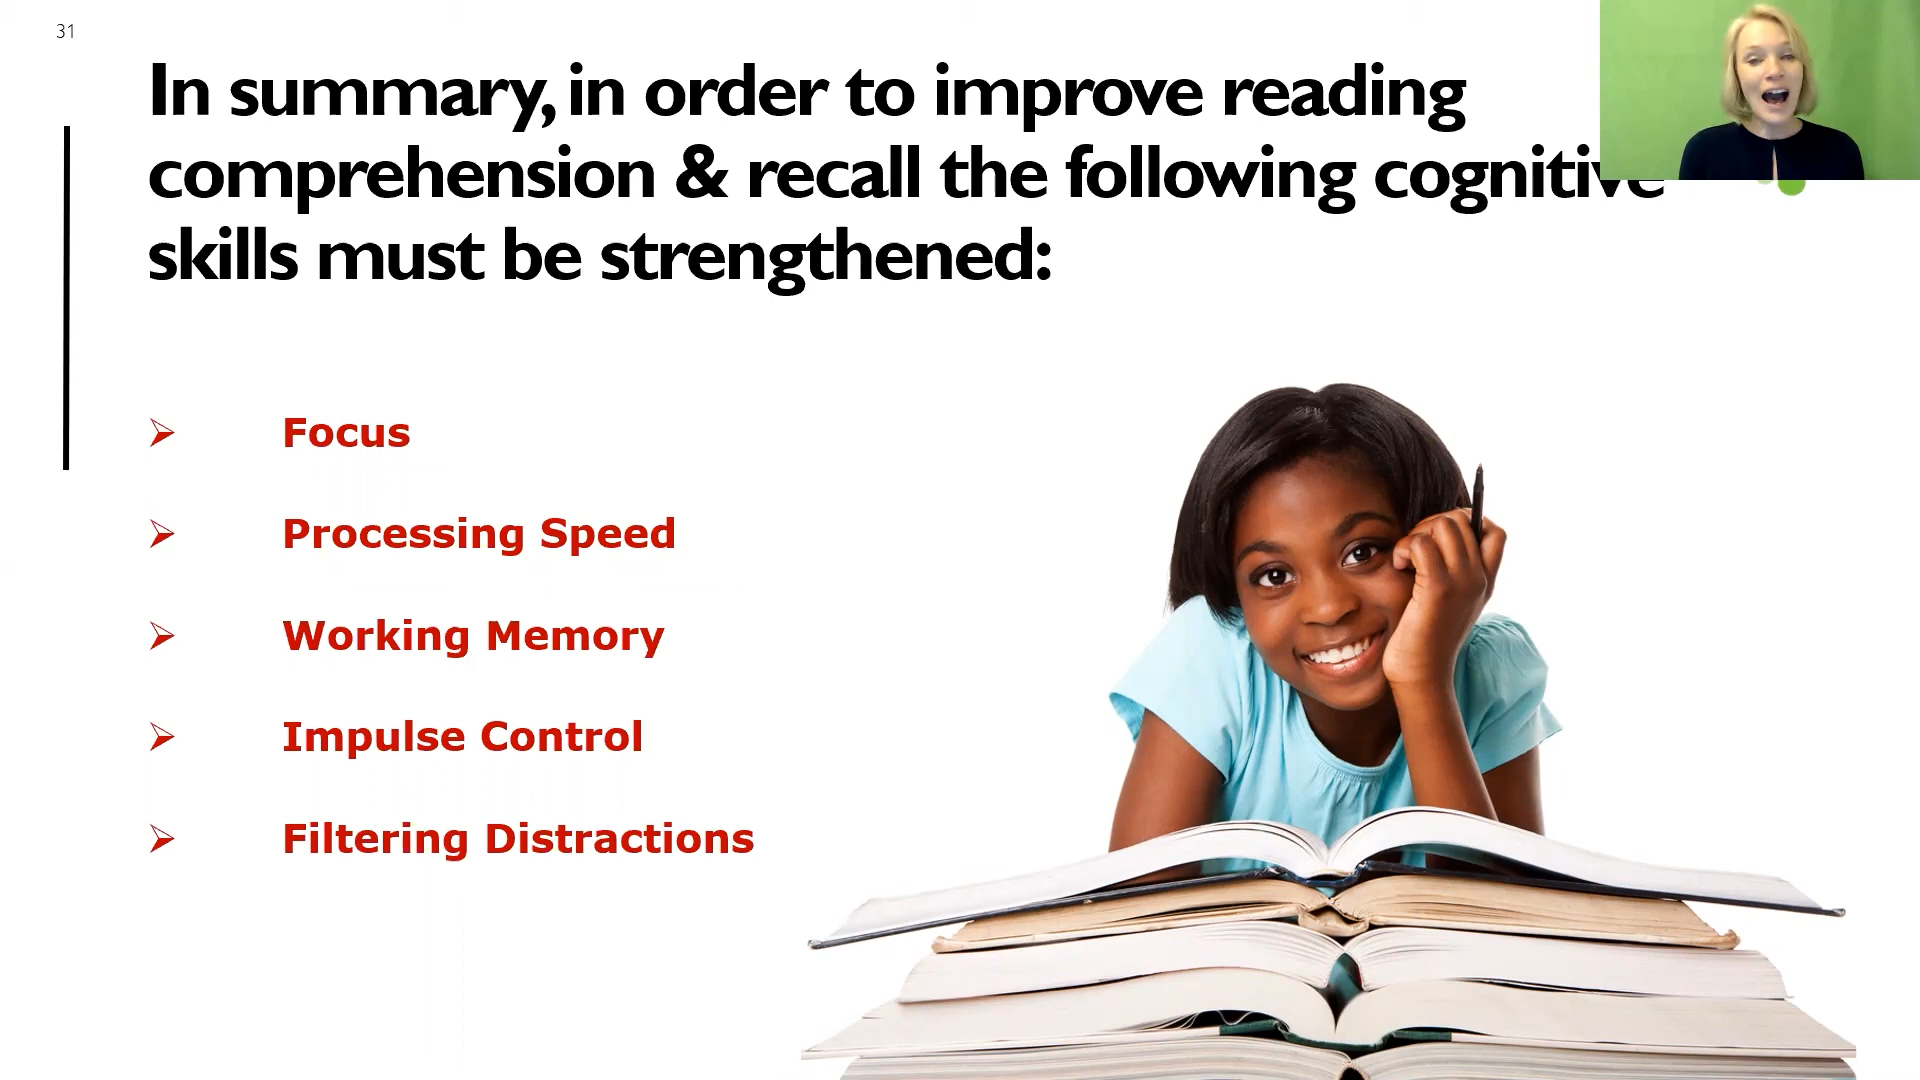 31
In summary, in order to improve reading
comprehension & recall the following cognitive
skills must be strengthened:
➢ Focus
➢ Processing Speed
➢ Working Memory
➢ Impulse Control
➢ Filtering Distractions